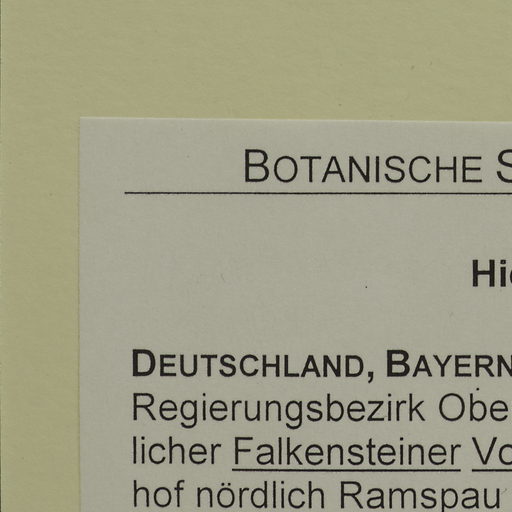 BOTANISCHE S
Hi
DEUTSCHLAND, BAYERN
Regierungsbezirk Obe
licher Falkensteiner Vo
hof nördlich Ramspau